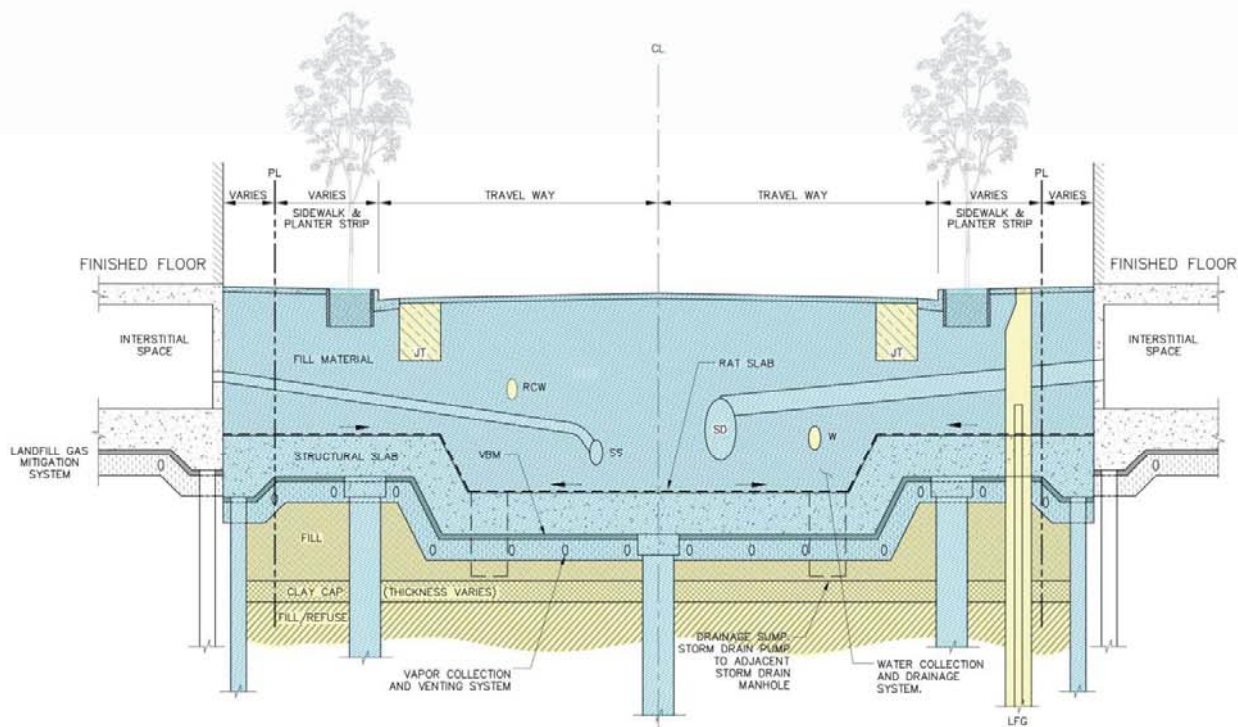 CL
PL
PL
VARIES
VARIES
TRAVEL WAY
TRAVEL WAY
VARIES
VARIES
SIDEWALK &
PLANTER STRIP
SIDEWALK &
PLANTER STRIP
FINISHED FLOOR
FINISHED FLOOR
INTERSTITIAL
SPACE
FILL MATERIAL
JT
RAT SLAB
JT
INTERSTITIAL
SPACE
RCW
SD
W
SS
LANDFILL GAS
MITIGATION
SYSTEM
STRUCTURAL SLAB
VBM
FILL
CLAY CAP (THICKNESS VARIES)
FILL/REFUSE
VAPOR COLLECTION
AND VENTING SYSTEM
DRAINAGE SUMP.
STORM DRAIN PUMP
TO ADJACENT
STORM DRAIN
MANHOLE
WATER COLLECTION
AND DRAINAGE
SYSTEM.
LFG